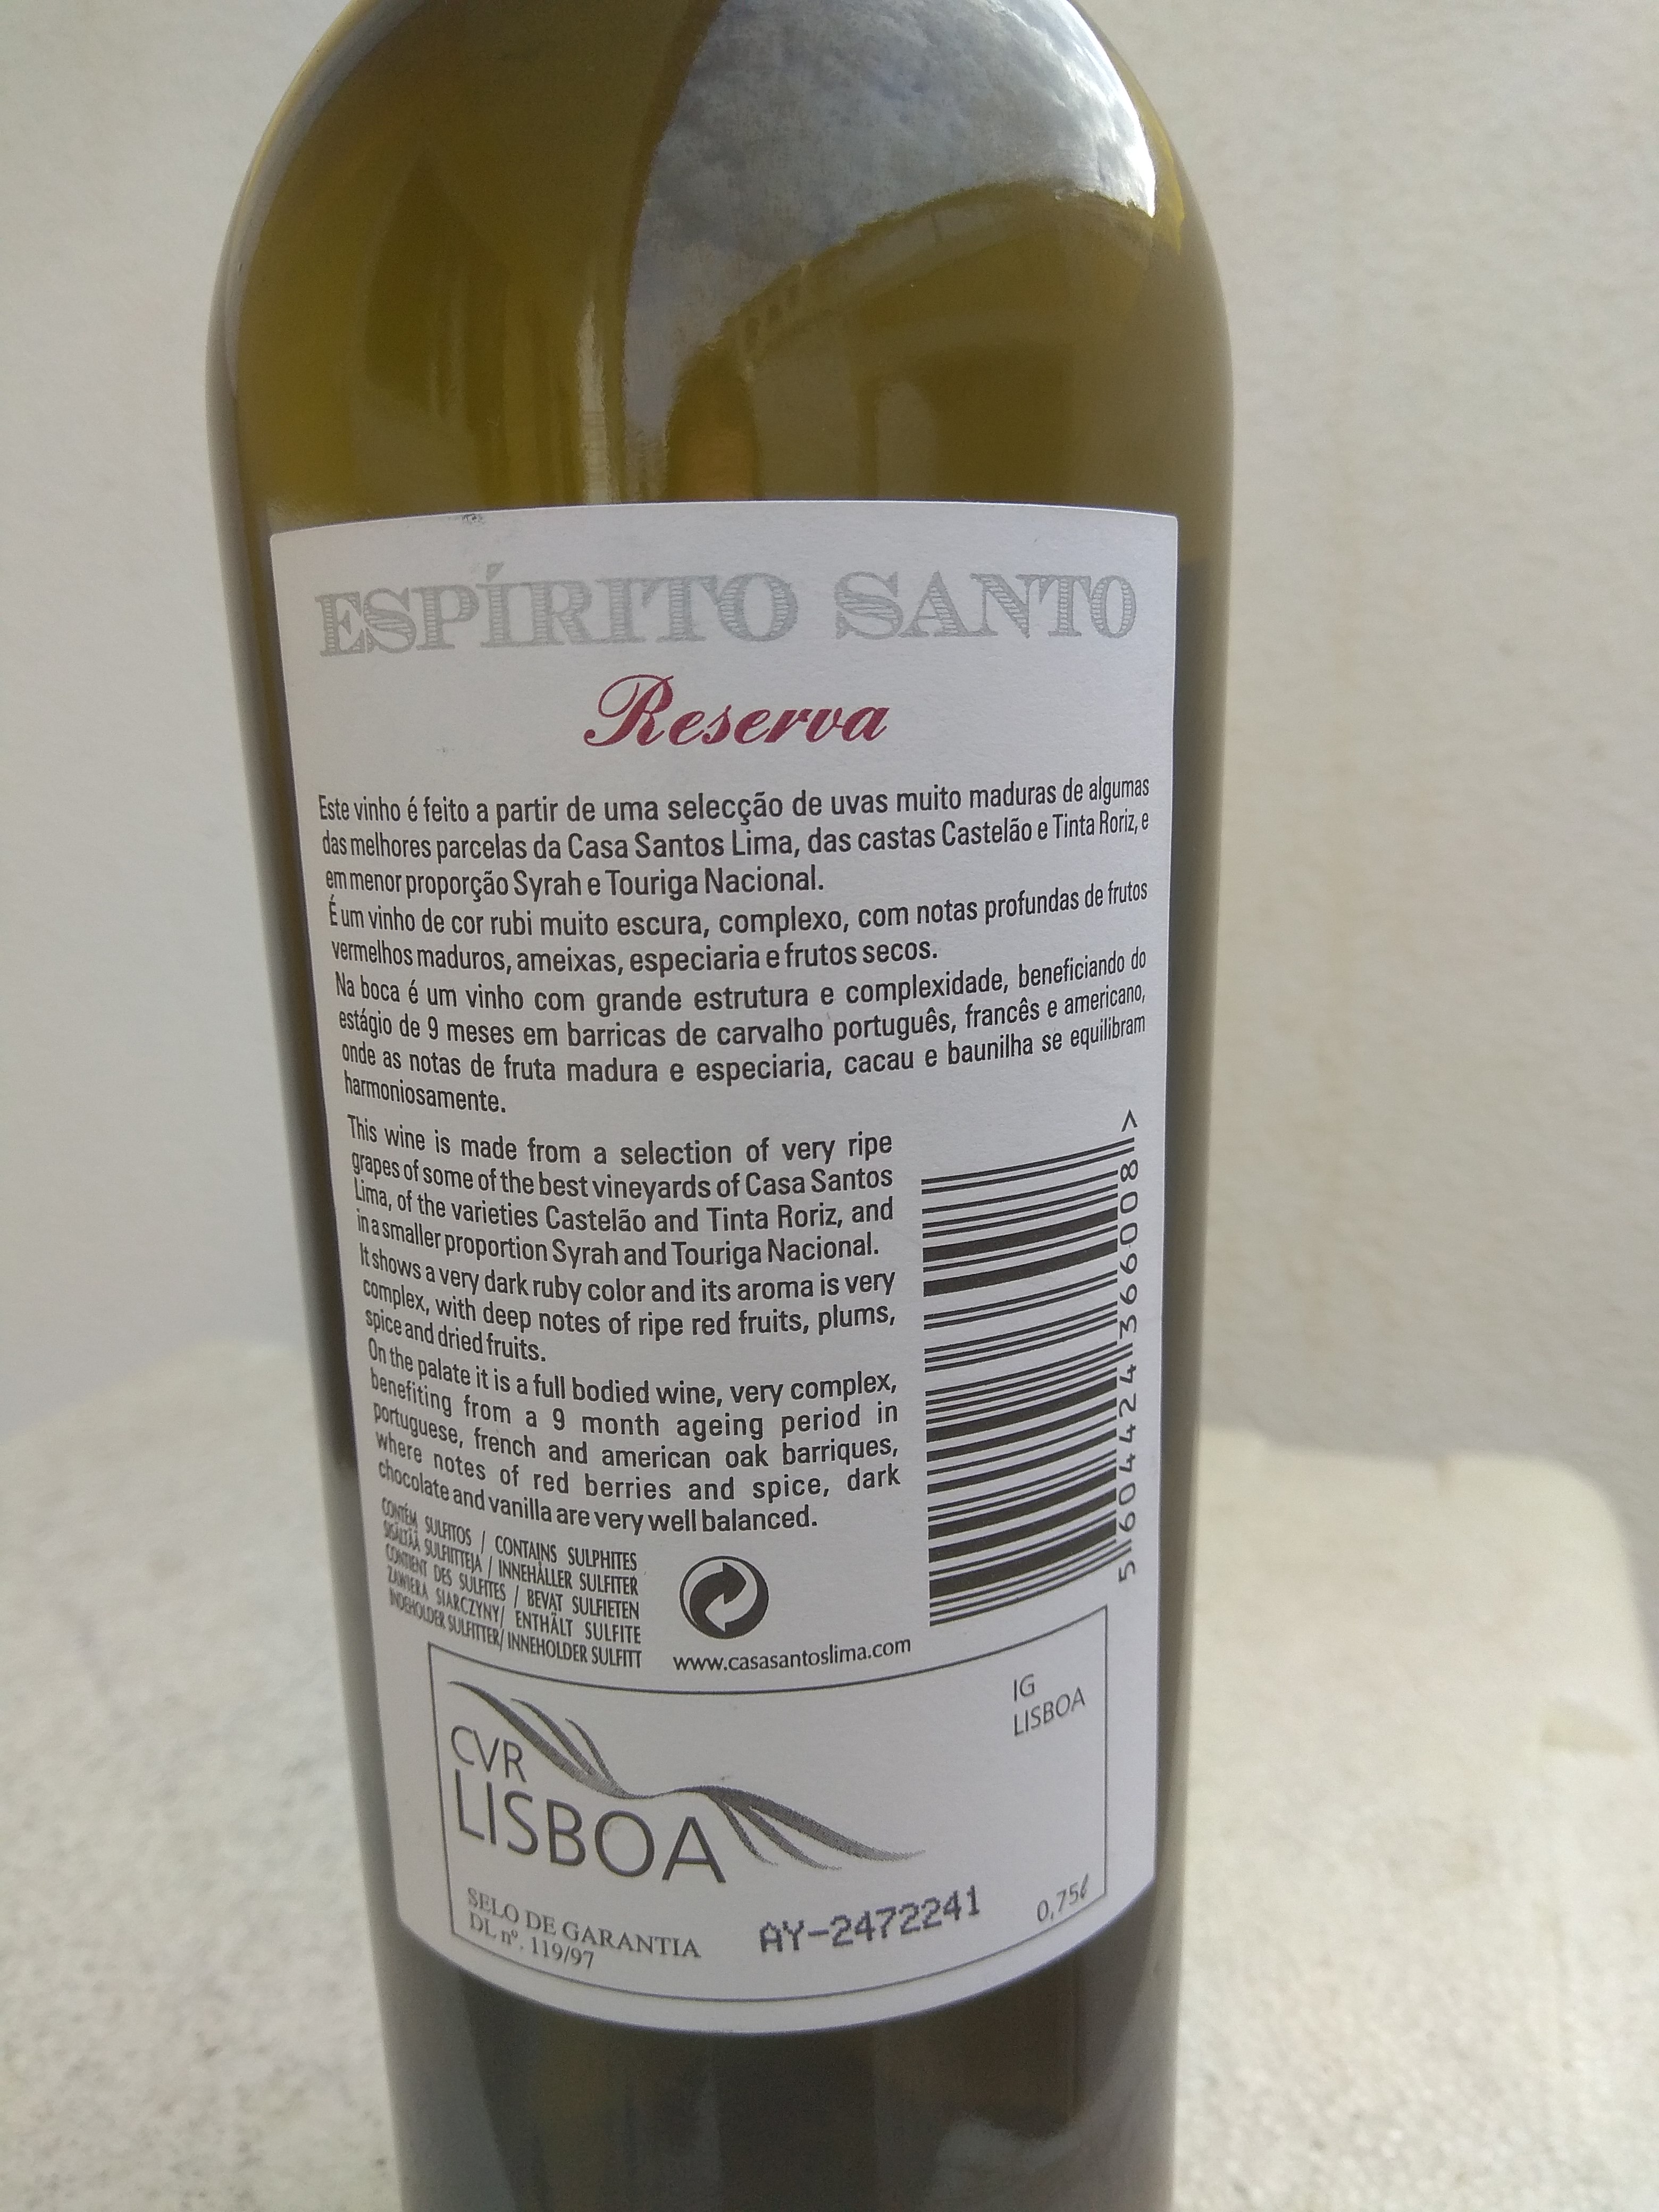 ESPÍRITO SANTO
Reserva
Este vinho é feito a partir de uma selecção de uvas muito maduras de algumas
das melhores parcelas da Casa Santos Lima, das castas Castelão e Tinta Roriz, e
em menor proporção Syrah e Touriga Nacional.
É um vinho de cor rubi muito escura, complexo, com notas profundas de frutos
vermelhos maduros, ameixas, especiaria e frutos secos.
Na boca é um vinho com grande estrutura e complexidade, beneficiando do
estágio de 9 meses em barricas de carvalho português, francês e americano,
onde as notas de fruta madura e especiaria, cacau e baunilha se equilibram
harmoniosamente.
This wine is made from a selection of very ripe
grapes of some of the best vineyards of Casa Santos
Lima, of the varieties Castelão and Tinta Roriz, and
in a smaller proportion Syrah and Touriga Nacional.
It shows a very dark ruby color and its aroma is very
complex, with deep notes of ripe red fruits, plums,
spice and dried fruits.
On the palate it is a full bodied wine, very complex,
benefiting from a 9 month ageing period in
portuguese, french and american oak barriques,
where notes of red berries and spice, dark
chocolate and vanilla are very well balanced.
5 604424 366008 >
CONTÉM SULFITOS / CONTAINS SULPHITES
SISÄLTÄÄ SULFIITTEJA / INNEHÅLLER SULFITER
CONTIENT DES SULFITES / BEVAT SULFIETEN
ZAWIERA SIARCZYNY/ ENTHÄLT SULFITE
INDEHOLDER SULFITTER/ INNEHOLDER SULFITT
www.casasantoslima.com
IG
LISBOA
CVR
LISBOA
SELO DE GARANTIA
DL nº. 119/97
AY-2472241
0,75ℓ